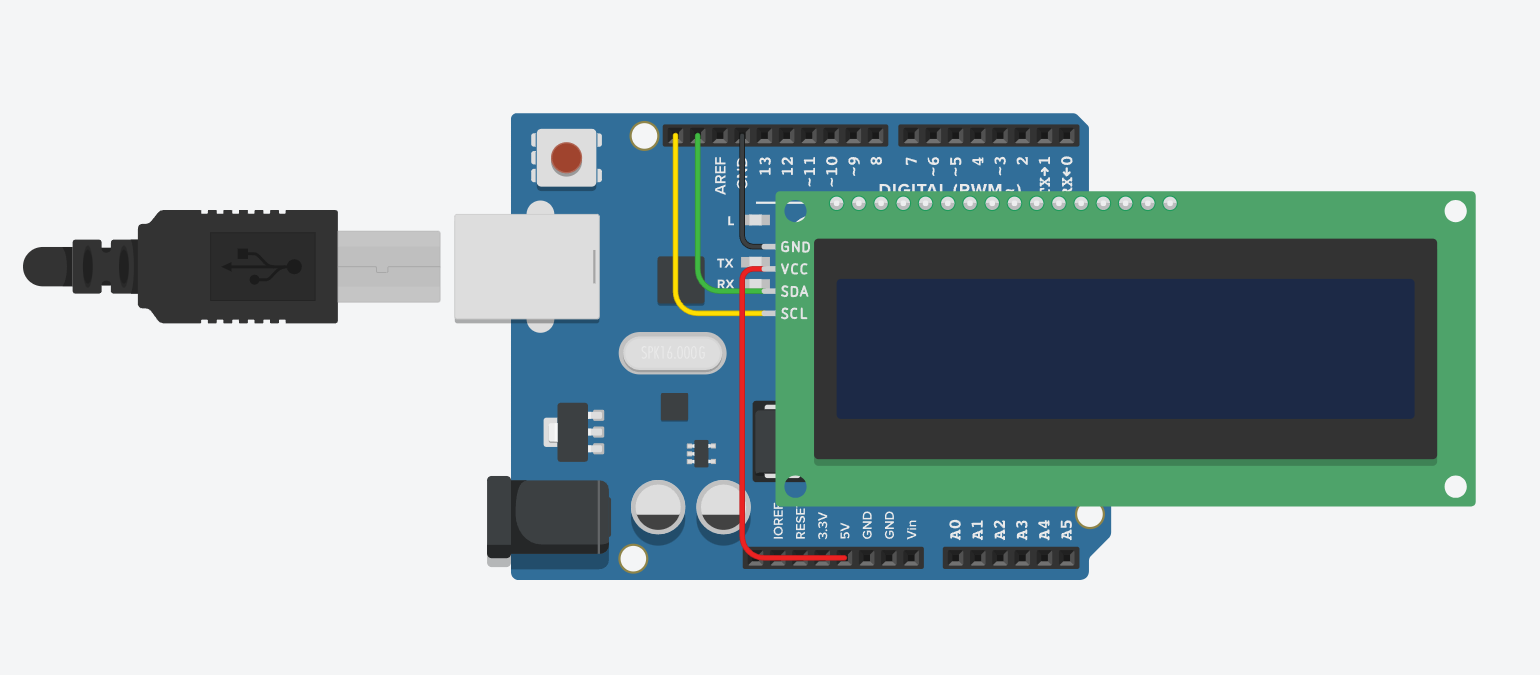 AREF
GND
13
12
~11
~10
~9
8
7
~6
~5
4
~3
2
TX→1
RX←0
DIGITAL (PWM~)
L
TX
RX
GND
VCC
SDA
SCL
SPK16.000G
IOREF
RESET
3.3V
5V
GND
GND
Vin
A0
A1
A2
A3
A4
A5